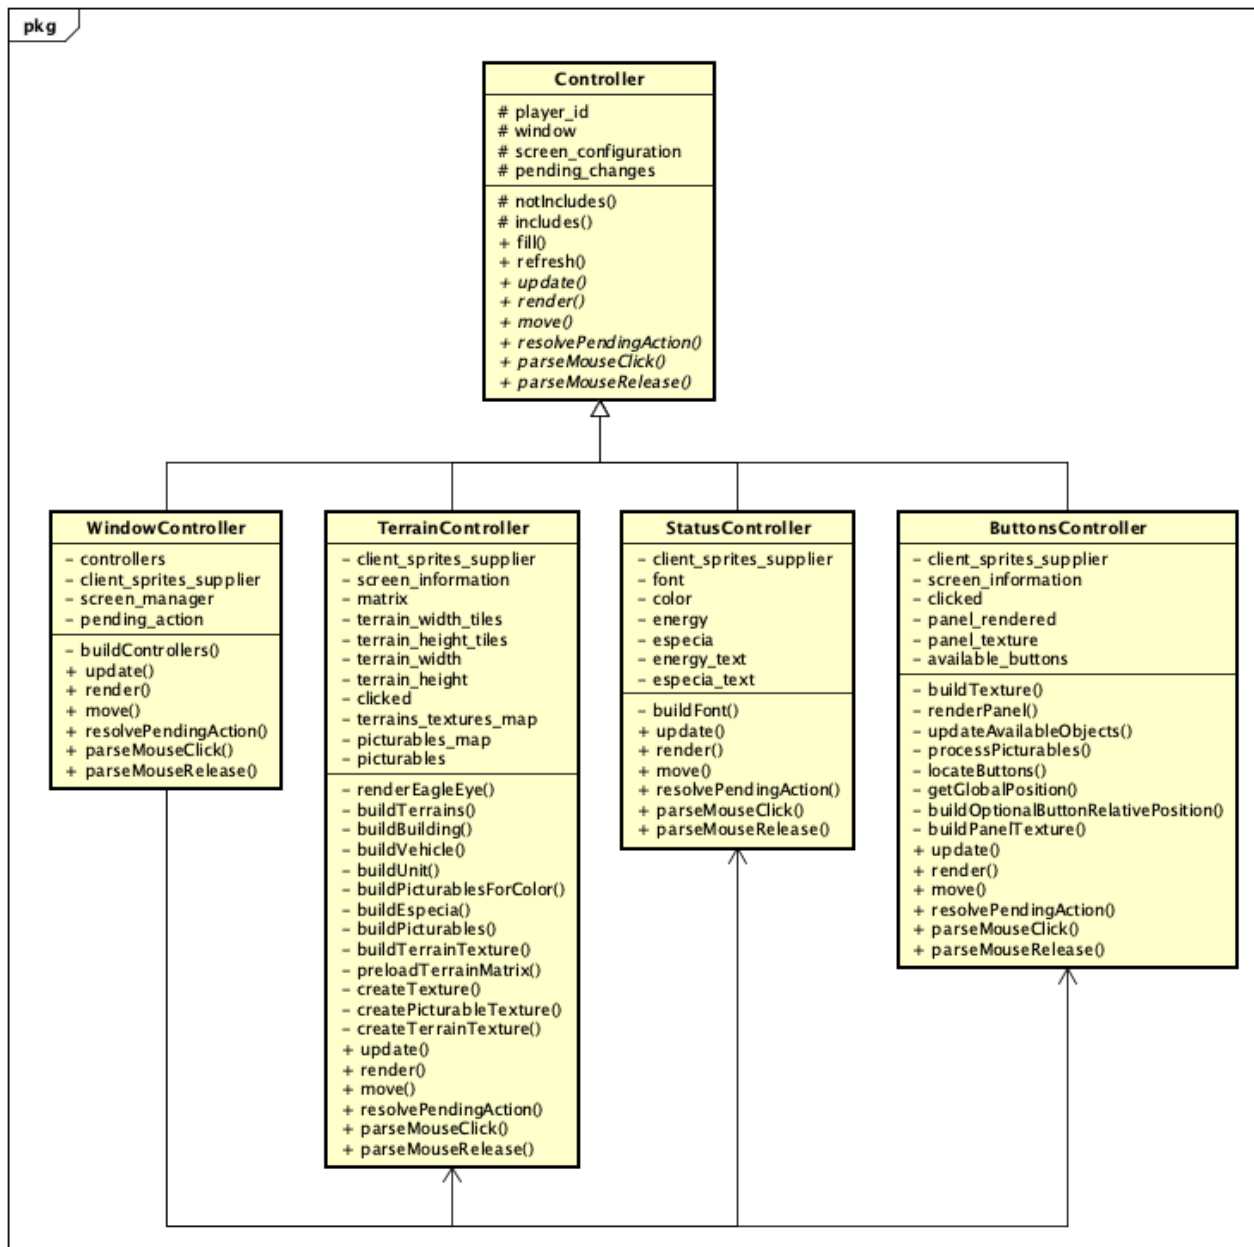 pkg
Controller
# player_id
# window
# screen_configuration
# pending_changes
# notIncludes()
# includes()
+ fill()
+ refresh()
+ update()
+ render()
+ move()
+ resolvePendingAction()
+ parseMouseClick()
+ parseMouseRelease()
WindowController
- controllers
- client_sprites_supplier
- screen_manager
- pending_action
- buildControllers()
+ update()
+ render()
+ move()
+ resolvePendingAction()
+ parseMouseClick()
+ parseMouseRelease()
TerrainController
- client_sprites_supplier
- screen_information
- matrix
- terrain_width_tiles
- terrain_height_tiles
- terrain_width
- terrain_height
- clicked
- terrains_textures_map
- picturables_map
- picturables
- renderEagleEye()
- buildTerrains()
- buildBuilding()
- buildVehicle()
- buildUnit()
- buildPicturablesForColor()
- buildEspecia()
- buildPicturables()
- buildTerrainTexture()
- preloadTerrainMatrix()
- createTexture()
- createPicturableTexture()
- createTerrainTexture()
+ update()
+ render()
+ move()
+ resolvePendingAction()
+ parseMouseClick()
+ parseMouseRelease()
StatusController
- client_sprites_supplier
- font
- color
- energy
- especia
- energy_text
- especia_text
- buildFont()
+ update()
+ render()
+ move()
+ resolvePendingAction()
+ parseMouseClick()
+ parseMouseRelease()
ButtonsController
- client_sprites_supplier
- screen_information
- clicked
- panel_rendered
- panel_texture
- available_buttons
- buildTexture()
- renderPanel()
- updateAvailableObjects()
- processPicturables()
- locateButtons()
- getGlobalPosition()
- buildOptionalButtonRelativePosition()
- buildPanelTexture()
+ update()
+ render()
+ move()
+ resolvePendingAction()
+ parseMouseClick()
+ parseMouseRelease()